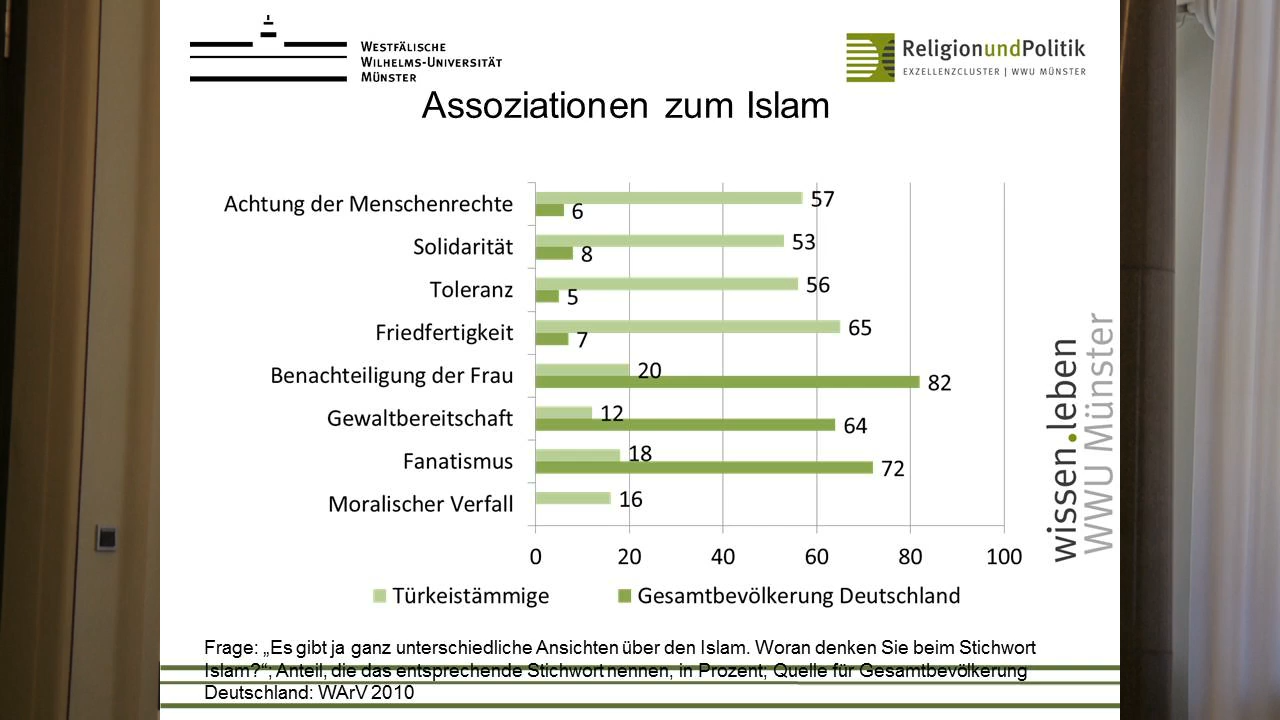 WESTFÄLISCHE
WILHELMS-UNIVERSITÄT
MÜNSTER
ReligionundPolitik
EXZELLENZCLUSTER | WWU MÜNSTER
Assoziationen zum Islam
Achtung der Menschenrechte 57 6
Solidarität 53 8
Toleranz 56 5
Friedfertigkeit 65 7
Benachteiligung der Frau 20 82
Gewaltbereitschaft 12 64
Fanatismus 18 72
Moralischer Verfall 16
0 20 40 60 80 100
Türkeistämmige Gesamtbevölkerung Deutschland
wissen.leben
WWU Münster
Frage: „Es gibt ja ganz unterschiedliche Ansichten über den Islam. Woran denken Sie beim Stichwort
Islam?“; Anteil, die das entsprechende Stichwort nennen, in Prozent; Quelle für Gesamtbevölkerung
Deutschland: WArV 2010